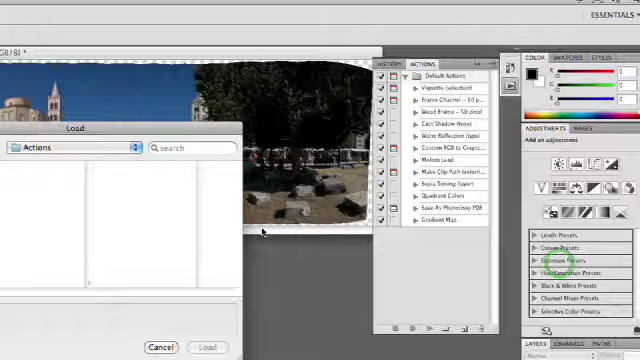 ESSENTIALS
Load
Actions
search
Cancel
Load
HISTORY ACTIONS
Default Actions
Vignette (selection)
Frame Channel - 50 p...
Wood Frame - 50 pixel
Cast Shadow (type)
Water Reflection (type)
Custom RGB to Graysc...
Molten Lead
Make Clip Path (selecti...
Sepia Toning (layer)
Quadrant Colors
Save As Photoshop PDF
Gradient Map
COLOR SWATCHES STYLES
R
G
B
ADJUSTMENTS MASKS
Add an adjustment
Levels Presets
Curves Presets
Exposure Presets
Hue/Saturation Presets
Black & White Presets
Channel Mixer Presets
Selective Color Presets
LAYERS CHANNELS PATHS